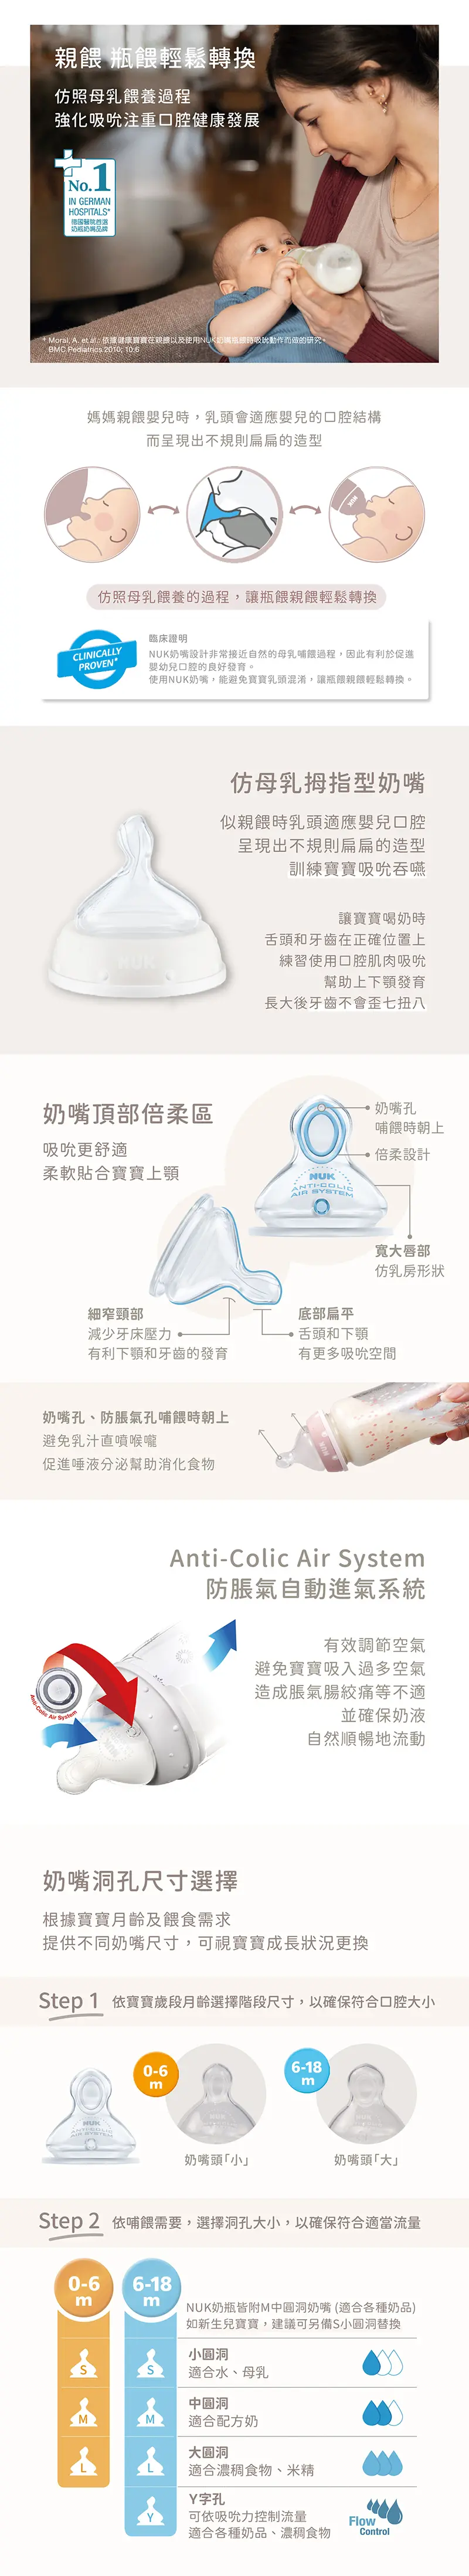 親餵 瓶餵輕鬆轉換
仿照母乳餵養過程
強化吸吮注重口腔健康發展
No.1
IN GERMAN
HOSPITALS*
德國醫院首選
奶瓶奶嘴品牌
Moral, A. et al.: 依據健康寶寶在親餵以及使用NUK奶嘴瓶餵時吸吮動作而做的研究。
BMC Pediatrics 2010; 10:6
媽媽親餵嬰兒時，乳頭會適應嬰兒的口腔結構
而呈現出不規則扁扁的造型
仿照母乳餵養的過程，讓瓶餵親餵輕鬆轉換
CLINICALLY
PROVEN+
臨床證明
NUK奶嘴設計非常接近自然的母乳哺餵過程，因此有利於促進
嬰幼兒口腔的良好發育。
使用NUK奶嘴，能避免寶寶乳頭混淆，讓瓶餵親餵輕鬆轉換。
仿母乳拇指型奶嘴
似親餵時乳頭適應嬰兒口腔
呈現出不規則扁扁的造型
訓練寶寶吸吮吞嚥
NUK
讓寶寶喝奶時
舌頭和牙齒在正確位置上
練習使用口腔肌肉吸吮
幫助上下顎發育
長大後牙齒不會歪七扭八
奶嘴頂部倍柔區
吸吮更舒適
柔軟貼合寶寶上顎
奶嘴孔
哺餵時朝上
倍柔設計
NUK
ANTI-COLIC
AIR SYSTEM
寬大唇部
仿乳房形狀
細窄頸部
減少牙床壓力
有利下顎和牙齒的發育
底部扁平
舌頭和下顎
有更多吸吮空間
奶嘴孔、防脹氣孔哺餵時朝上
避免乳汁直噴喉嚨
促進唾液分泌幫助消化食物
Anti-Colic Air System
防脹氣自動進氣系統
Anti-Colic Air System
有效調節空氣
避免寶寶吸入過多空氣
造成脹氣腸絞痛等不適
並確保奶液
自然順暢地流動
奶嘴洞孔尺寸選擇
根據寶寶月齡及餵食需求
提供不同奶嘴尺寸，可視寶寶成長狀況更換
Step 1 依寶寶歲段月齡選擇階段尺寸，以確保符合口腔大小
0-6
m
6-18
m
NUK
ANTI-COLIC
AIR SYSTEM
奶嘴頭「小」
奶嘴頭「大」
Step 2 依哺餵需要，選擇洞孔大小，以確保符合適當流量
0-6
m
6-18
m
NUK奶瓶皆附M中圓洞奶嘴 (適合各種奶品)
如新生兒寶寶，建議可另備S小圓洞替換
S
S
小圓洞
適合水、母乳
M
M
中圓洞
適合配方奶
L
L
大圓洞
適合濃稠食物、米精
Y
Y字孔
可依吸吮力控制流量
適合各種奶品、濃稠食物
Flow
Control